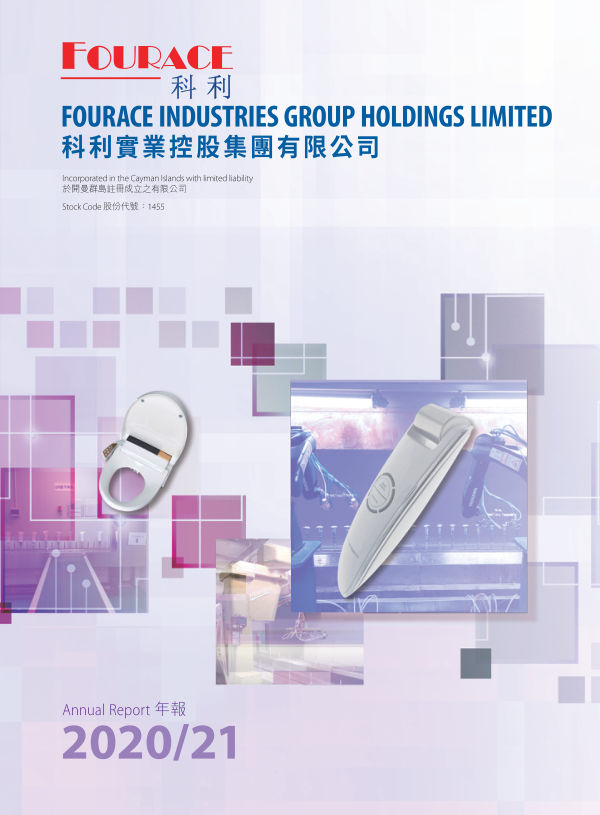 FOURACE
科利
FOURACE INDUSTRIES GROUP HOLDINGS LIMITED
科利實業控股集團有限公司
Incorporated in the Cayman Islands with limited liability
於開曼群島註冊成立之有限公司
Stock Code 股份代號：1455
Annual Report 年報
2020/21